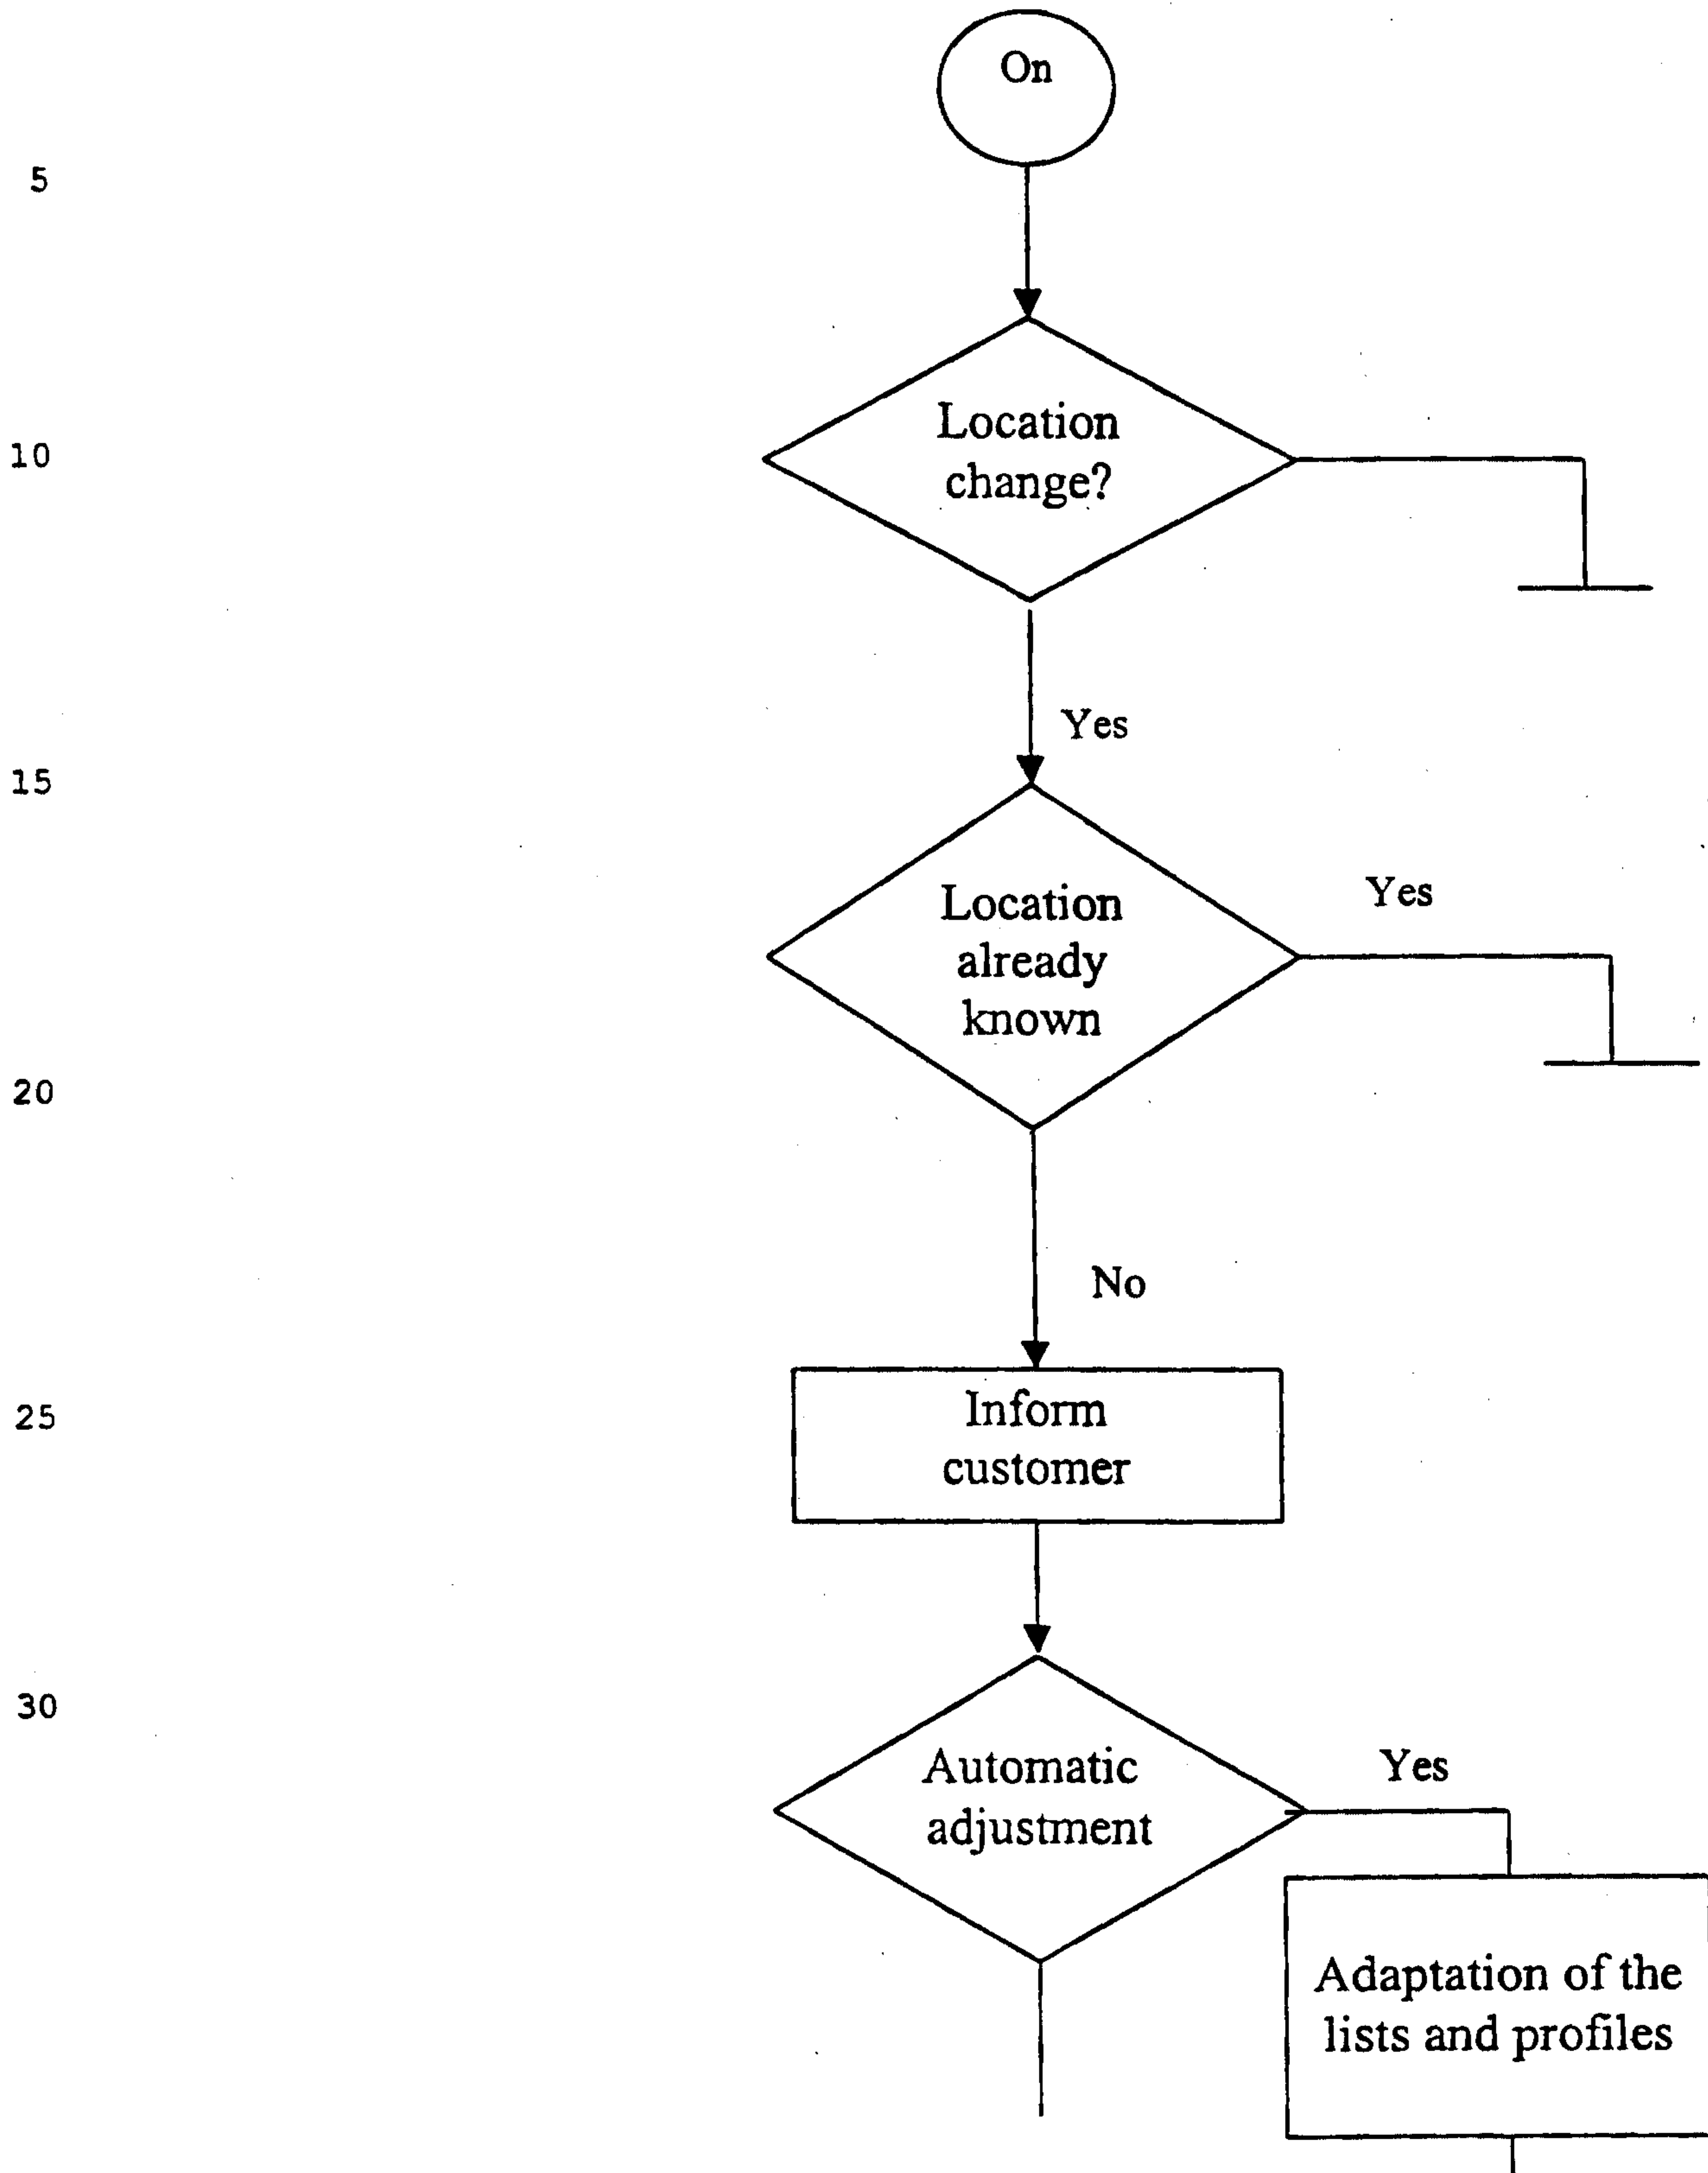 On
5
Location
10
change?
Yes
15
Yes
Location
already
known
20
No
25
Inform
customer
30
Automatic
Yes
adjustment
Adaptation of the
lists and profiles